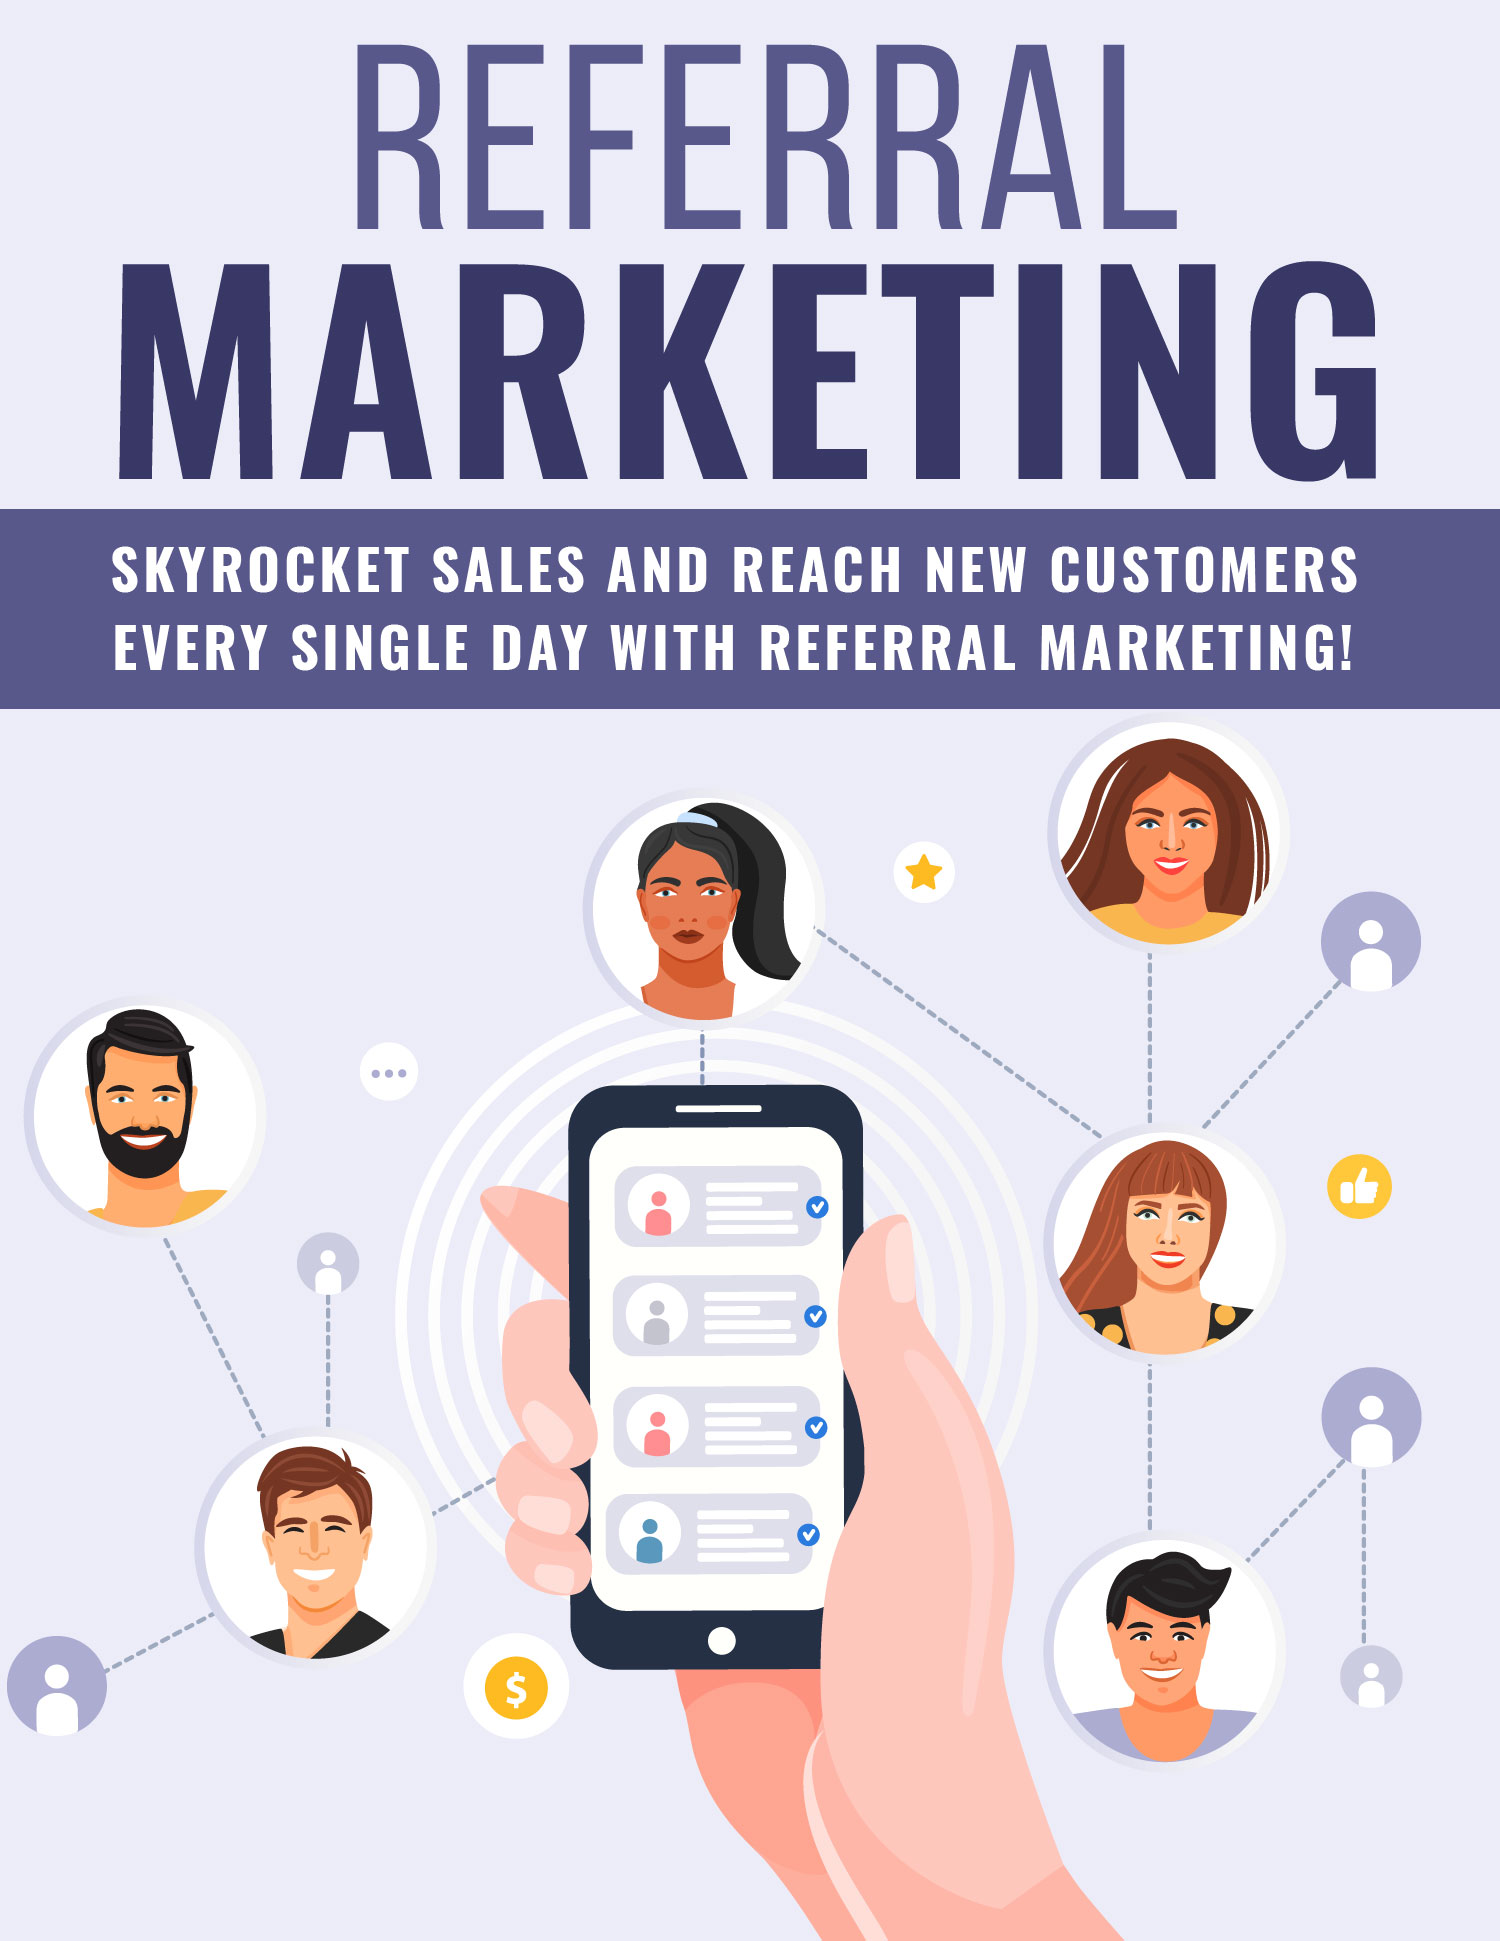 REFERRAL
MARKETING
SKYROCKET SALES AND REACH NEW CUSTOMERS
EVERY SINGLE DAY WITH REFERRAL MARKETING!
$